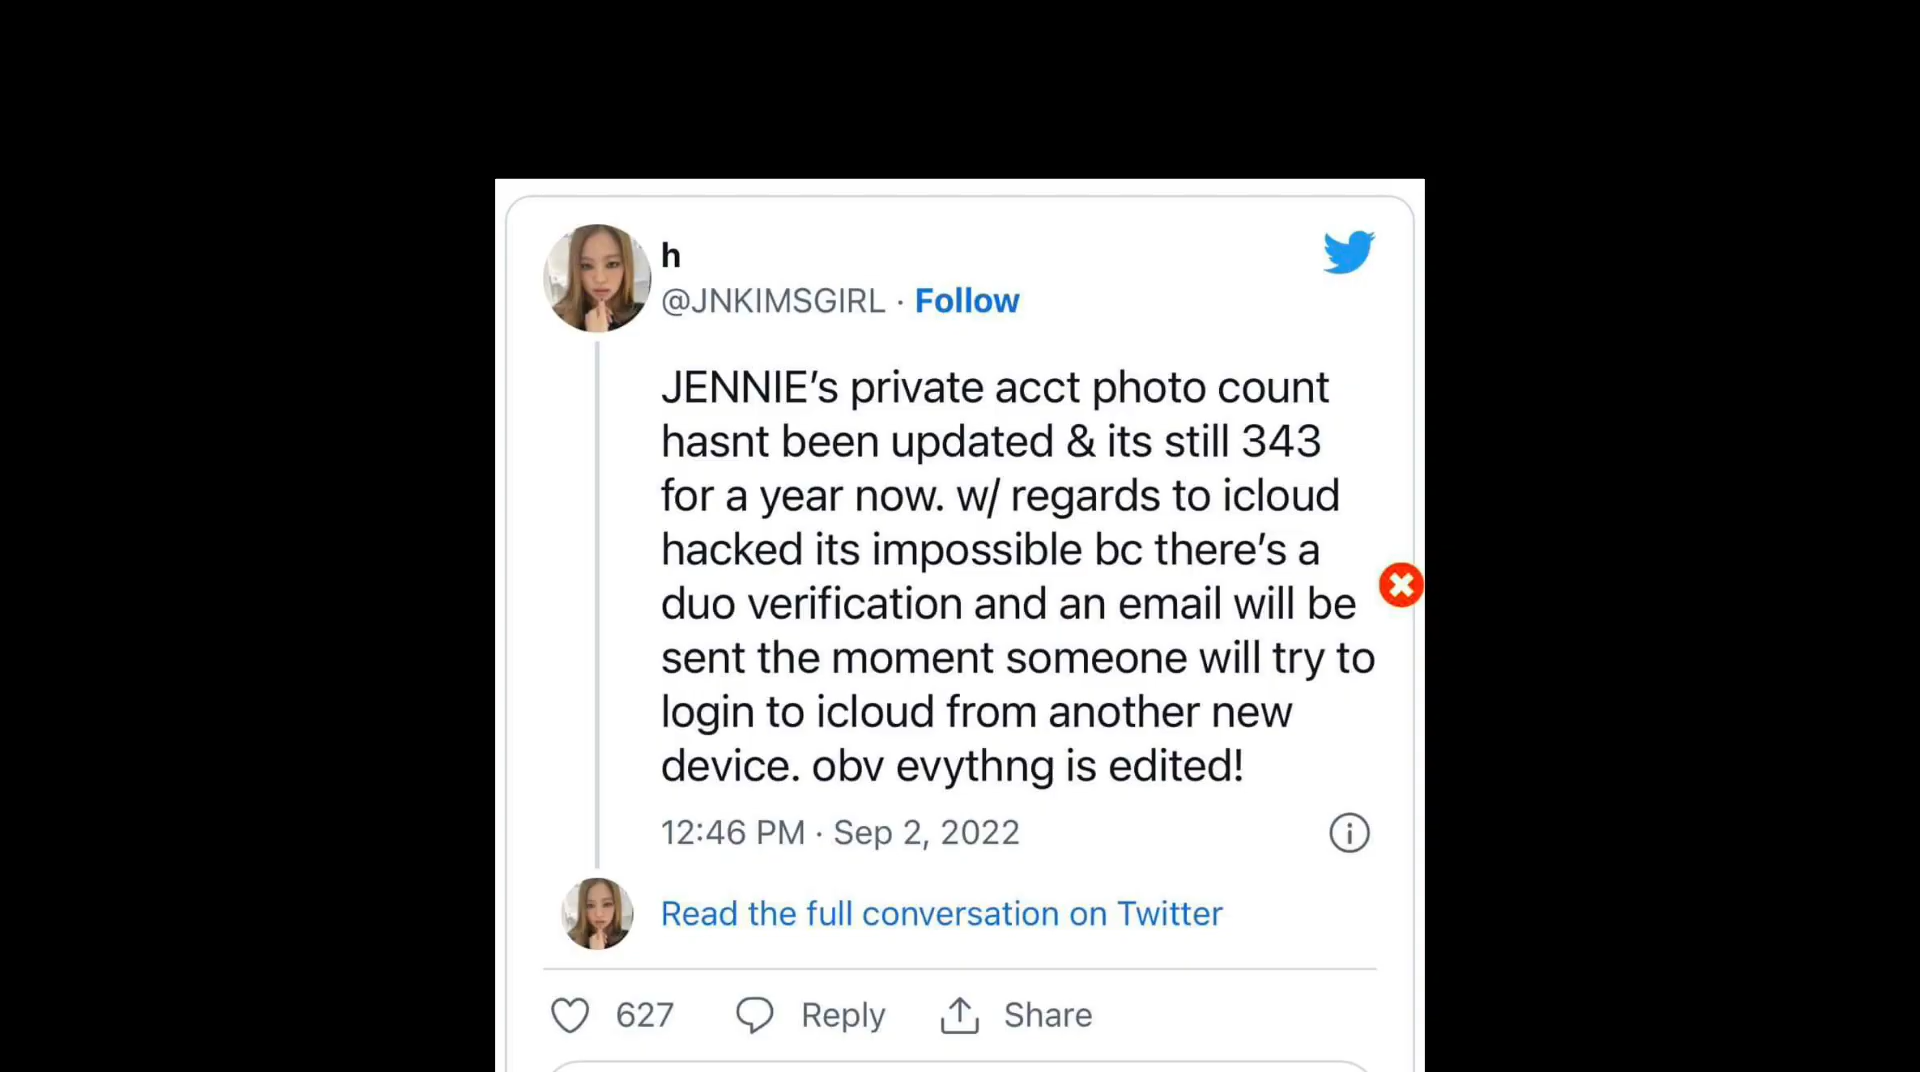 h
@JNKIMSGIRL · Follow
JENNIE’s private acct photo count
hasnt been updated & its still 343
for a year now. w/ regards to icloud
hacked its impossible bc there’s a
duo verification and an email will be
sent the moment someone will try to
login to icloud from another new
device. obv evythng is edited!
12:46 PM · Sep 2, 2022
Read the full conversation on Twitter
627 Reply Share